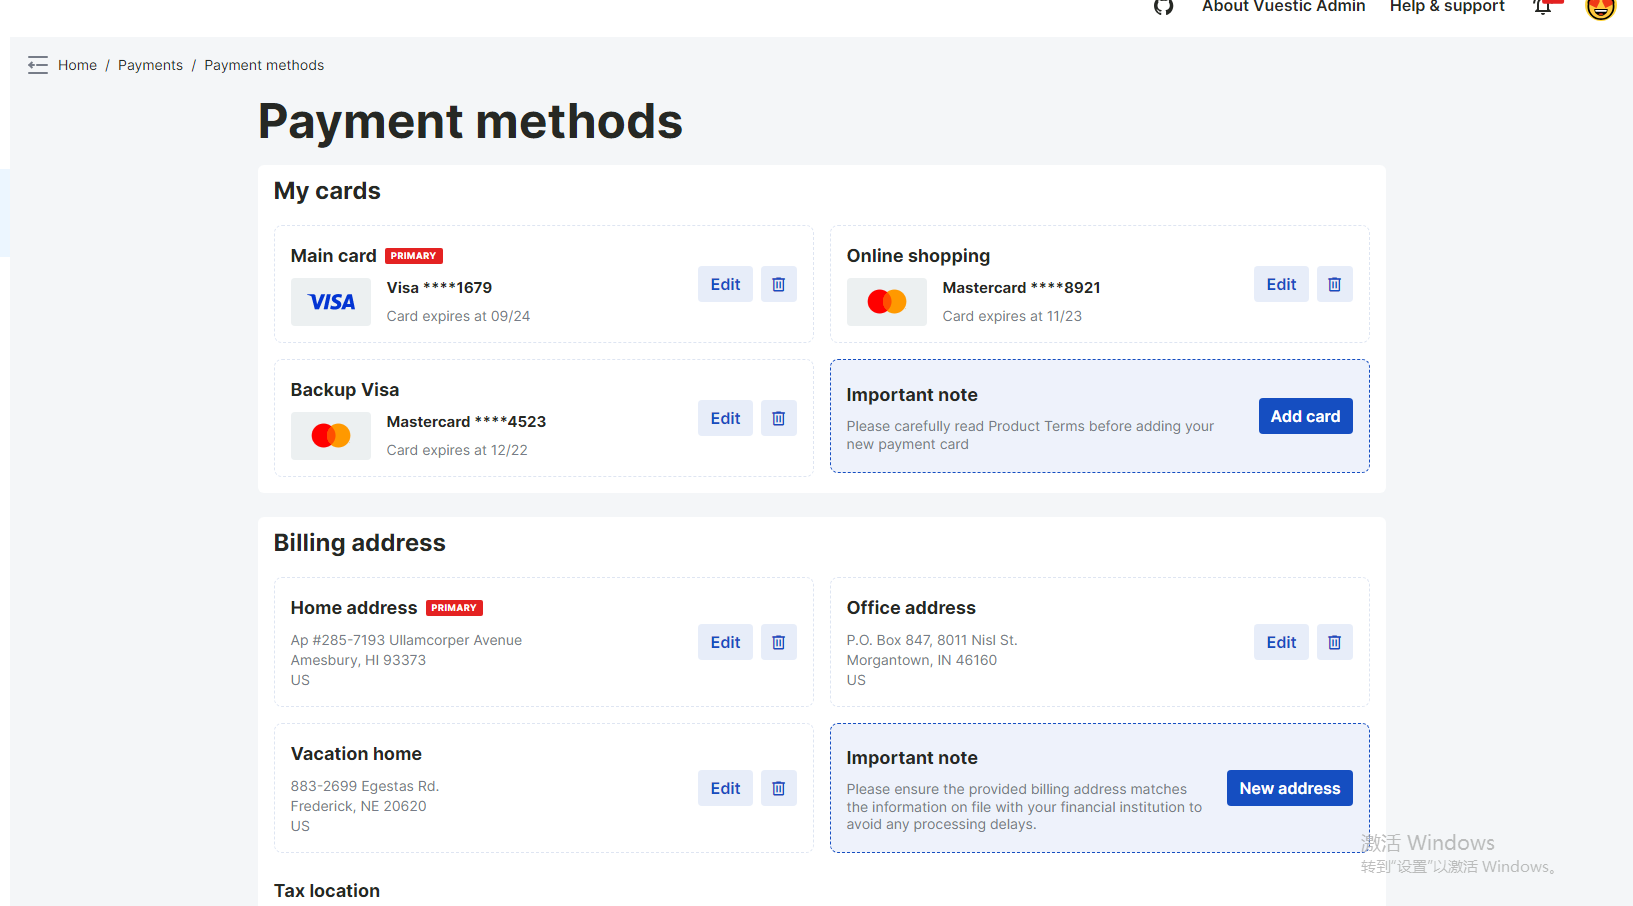 About Vuestic Admin Help & support
Home / Payments / Payment methods
Payment methods
My cards
Main card PRIMARY
VISA
Visa ****1679
Card expires at 09/24
Edit
Online shopping
Mastercard ****8921
Card expires at 11/23
Edit
Backup Visa
Mastercard ****4523
Card expires at 12/22
Edit
Important note
Please carefully read Product Terms before adding your
new payment card
Add card
Billing address
Home address PRIMARY
Ap #285-7193 Ullamcorper Avenue
Amesbury, HI 93373
US
Edit
Office address
P.O. Box 847, 8011 Nisl St.
Morgantown, IN 46160
US
Edit
Vacation home
883-2699 Egestas Rd.
Frederick, NE 20620
US
Edit
Important note
Please ensure the provided billing address matches
the information on file with your financial institution to
avoid any processing delays.
New address
激活 Windows
转到"设置"以激活 Windows。
Tax location